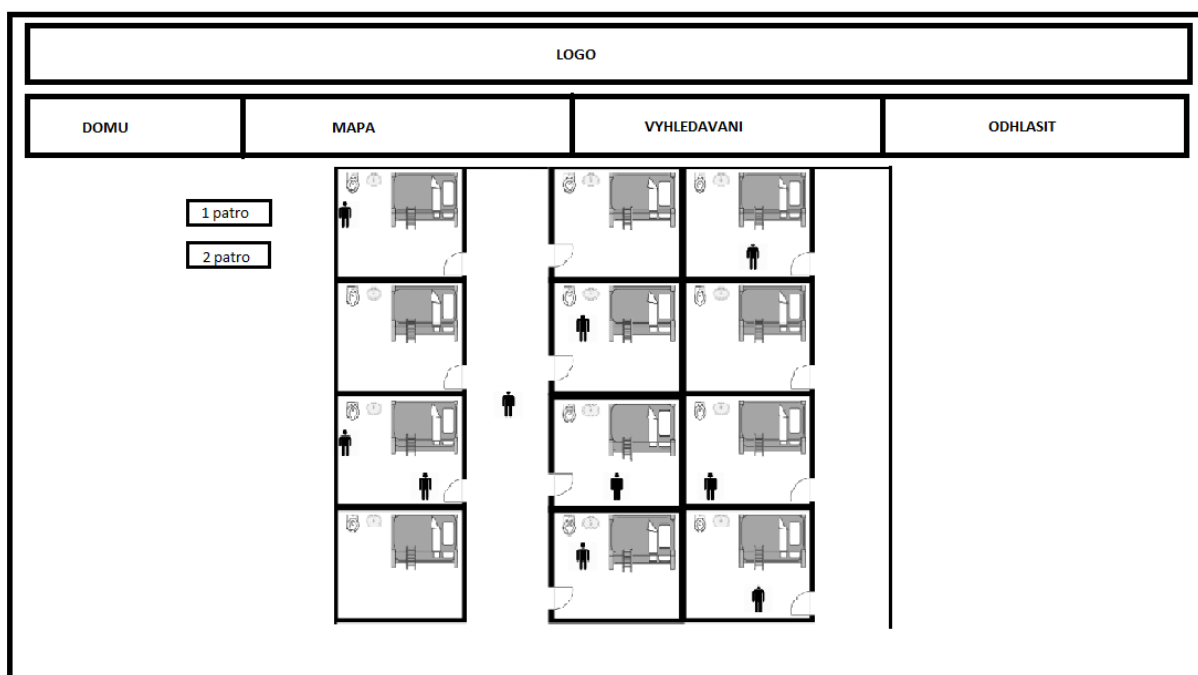 LOGO
DOMU
MAPA
VYHLEDAVANI
ODHLASIT
1 patro
2 patro